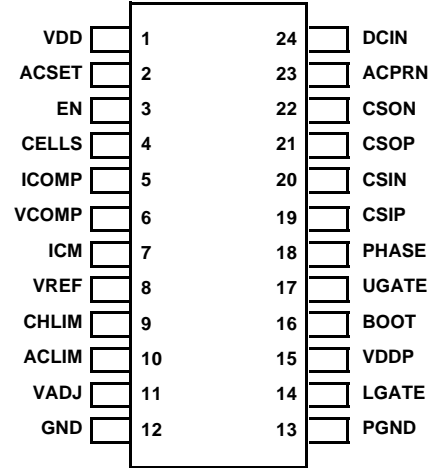 VDD 1 24 DCIN
ACSET 2 23 ACPRN
EN 3 22 CSON
CELLS 4 21 CSOP
ICOMP 5 20 CSIN
VCOMP 6 19 CSIP
ICM 7 18 PHASE
VREF 8 17 UGATE
CHLIM 9 16 BOOT
ACLIM 10 15 VDDP
VADJ 11 14 LGATE
GND 12 13 PGND